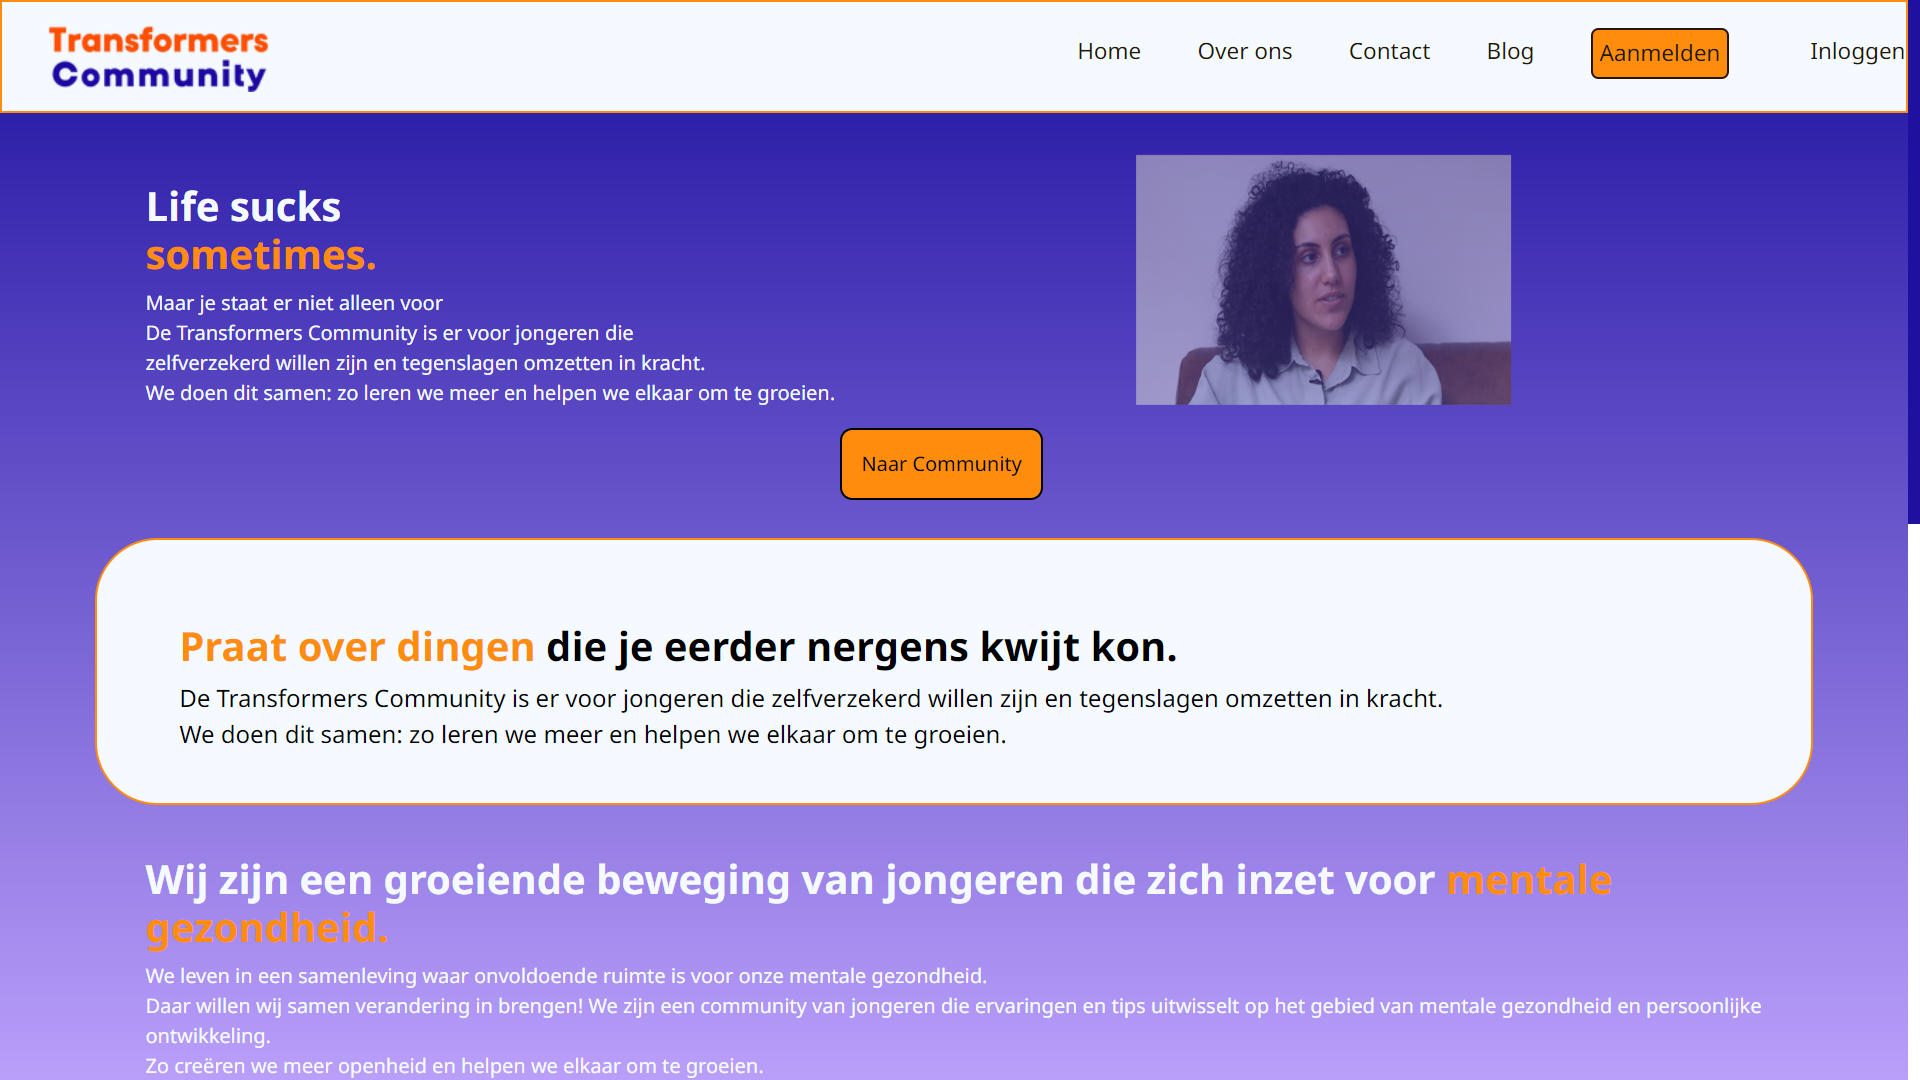 Transformers
Community
Home
Over ons
Contact
Blog
Aanmelden
Inloggen
Life sucks
sometimes.
Maar je staat er niet alleen voor
De Transformers Community is er voor jongeren die
zelfverzekerd willen zijn en tegenslagen omzetten in kracht.
We doen dit samen: zo leren we meer en helpen we elkaar om te groeien.
Naar Community
Praat over dingen die je eerder nergens kwijt kon.
De Transformers Community is er voor jongeren die zelfverzekerd willen zijn en tegenslagen omzetten in kracht.
We doen dit samen: zo leren we meer en helpen we elkaar om te groeien.
Wij zijn een groeiende beweging van jongeren die zich inzet voor mentale
gezondheid.
We leven in een samenleving waar onvoldoende ruimte is voor onze mentale gezondheid.
Daar willen wij samen verandering in brengen! We zijn een community van jongeren die ervaringen en tips uitwisselt op het gebied van mentale gezondheid en persoonlijke
ontwikkeling.
Zo creëren we meer openheid en helpen we elkaar om te groeien.